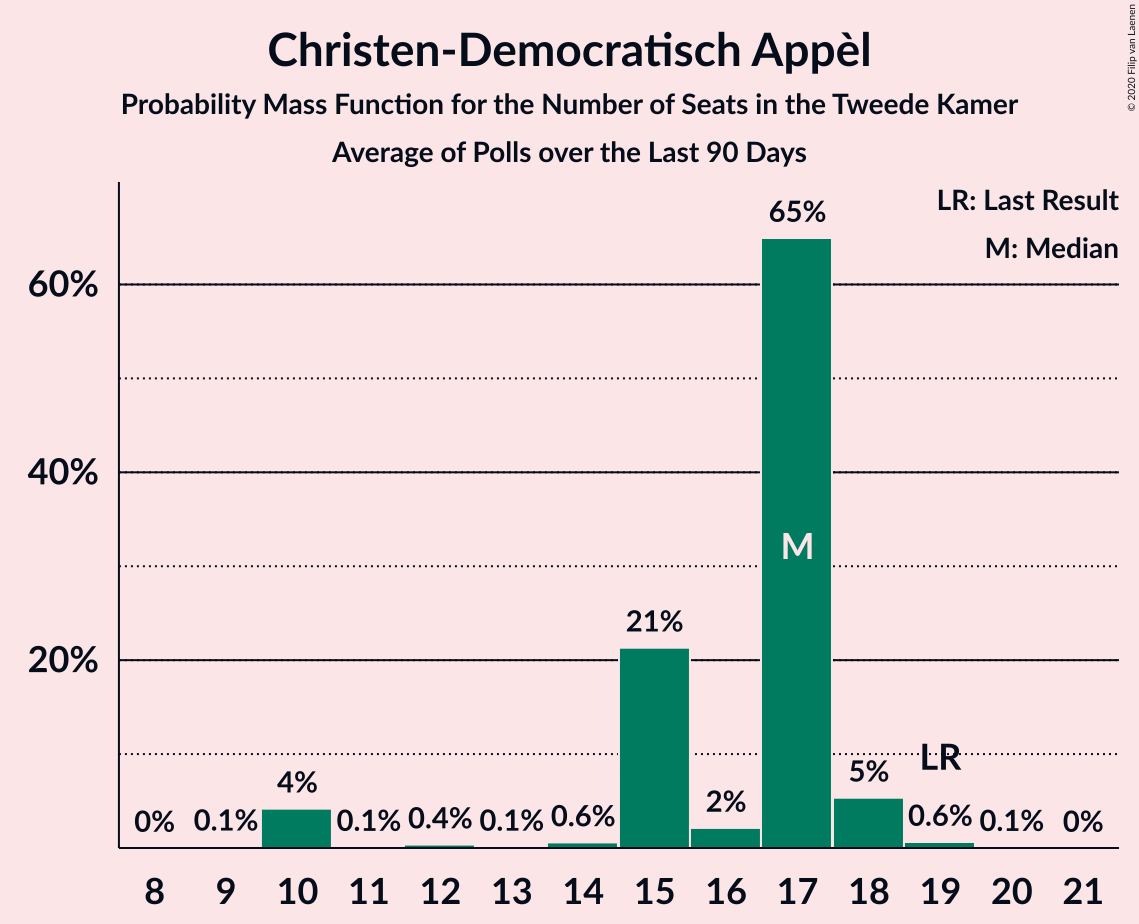 Christen-Democratisch Appèl
Probability Mass Function for the Number of Seats in the Tweede Kamer
Average of Polls over the Last 90 Days
© 2020 Filip van Laenen
LR: Last Result
M: Median
60%
40%
20%
0%
0.1%
4%
0.1%
0.4%
0.1%
0.6%
21%
2%
65%
M
5%
LR
0.6%
0.1%
0%
8 9 10 11 12 13 14 15 16 17 18 19 20 21